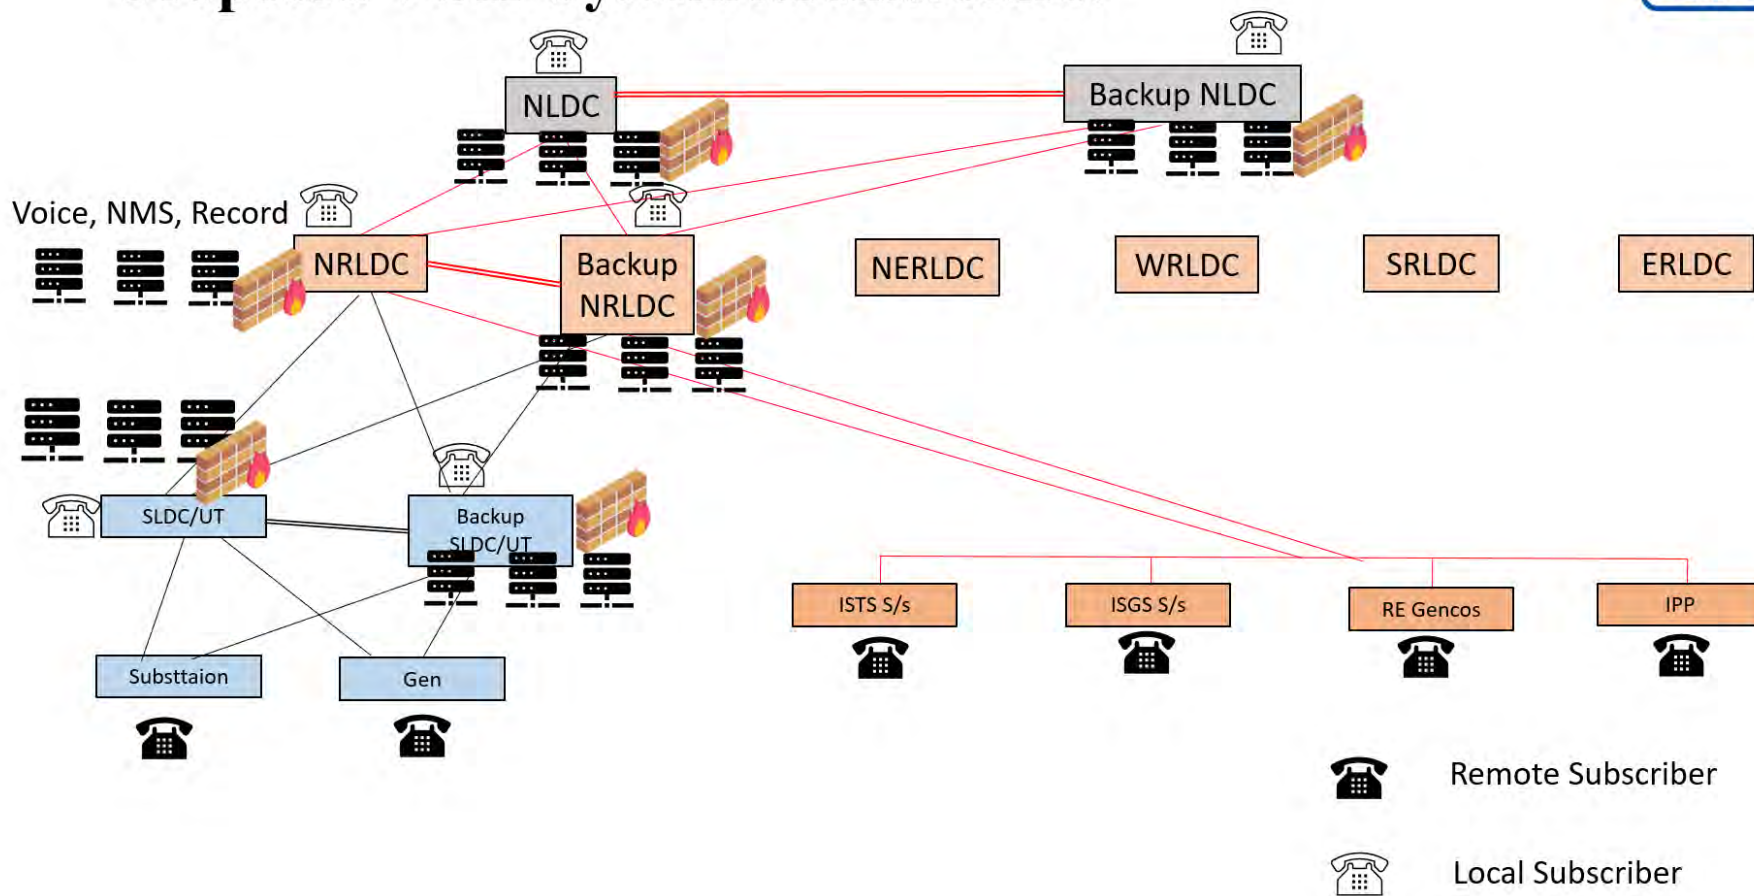 NLDC
Backup NLDC
Voice, NMS, Record
NRLDC
Backup
NRLDC
NERLDC
WRLDC
SRLDC
ERLDC
SLDC/UT
Backup
SLDC/UT
ISTS S/s
ISGS S/s
RE Gencos
IPP
Substtaion
Gen
Remote Subscriber
Local Subscriber